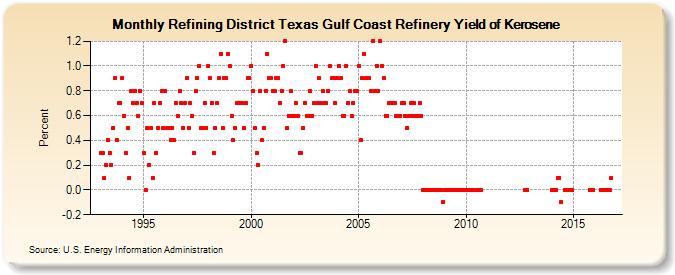 Monthly Refining District Texas Gulf Coast Refinery Yield of Kerosene
Percent
1.2
1.0
0.8
0.6
0.4
0.2
0.0
-0.2
1995 2000 2005 2010 2015
Source: U.S. Energy Information Administration